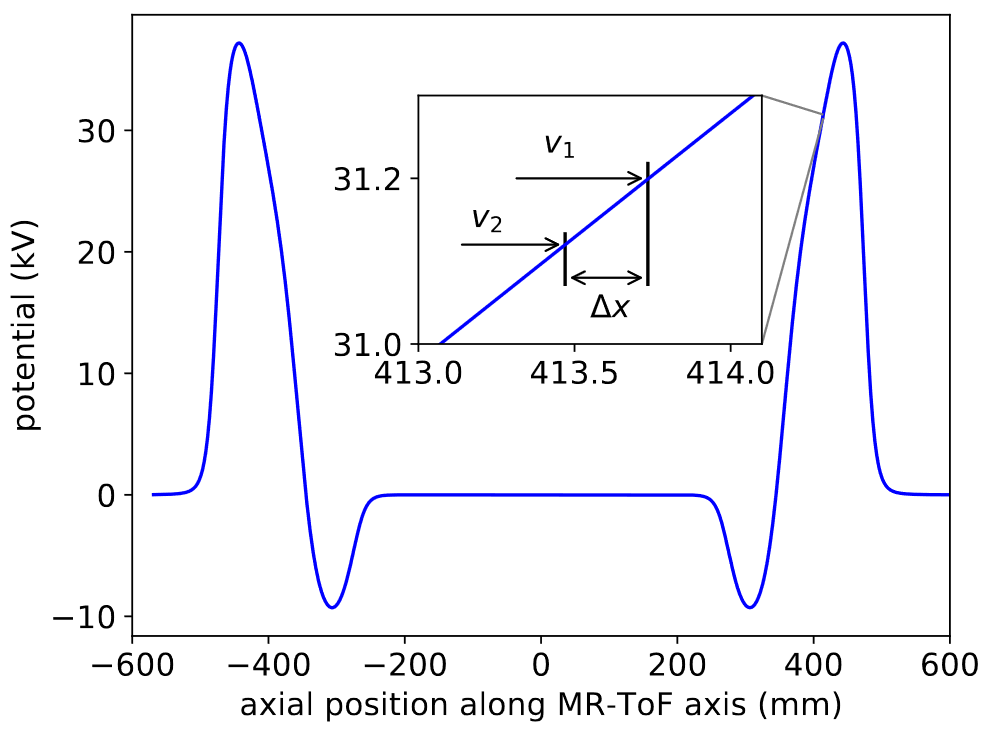 potential (kV)
30
20
10
0
−10
31.2
31.0
v1
v2
Δx
413.0 413.5 414.0
−600 −400 −200 0 200 400 600
axial position along MR-ToF axis (mm)